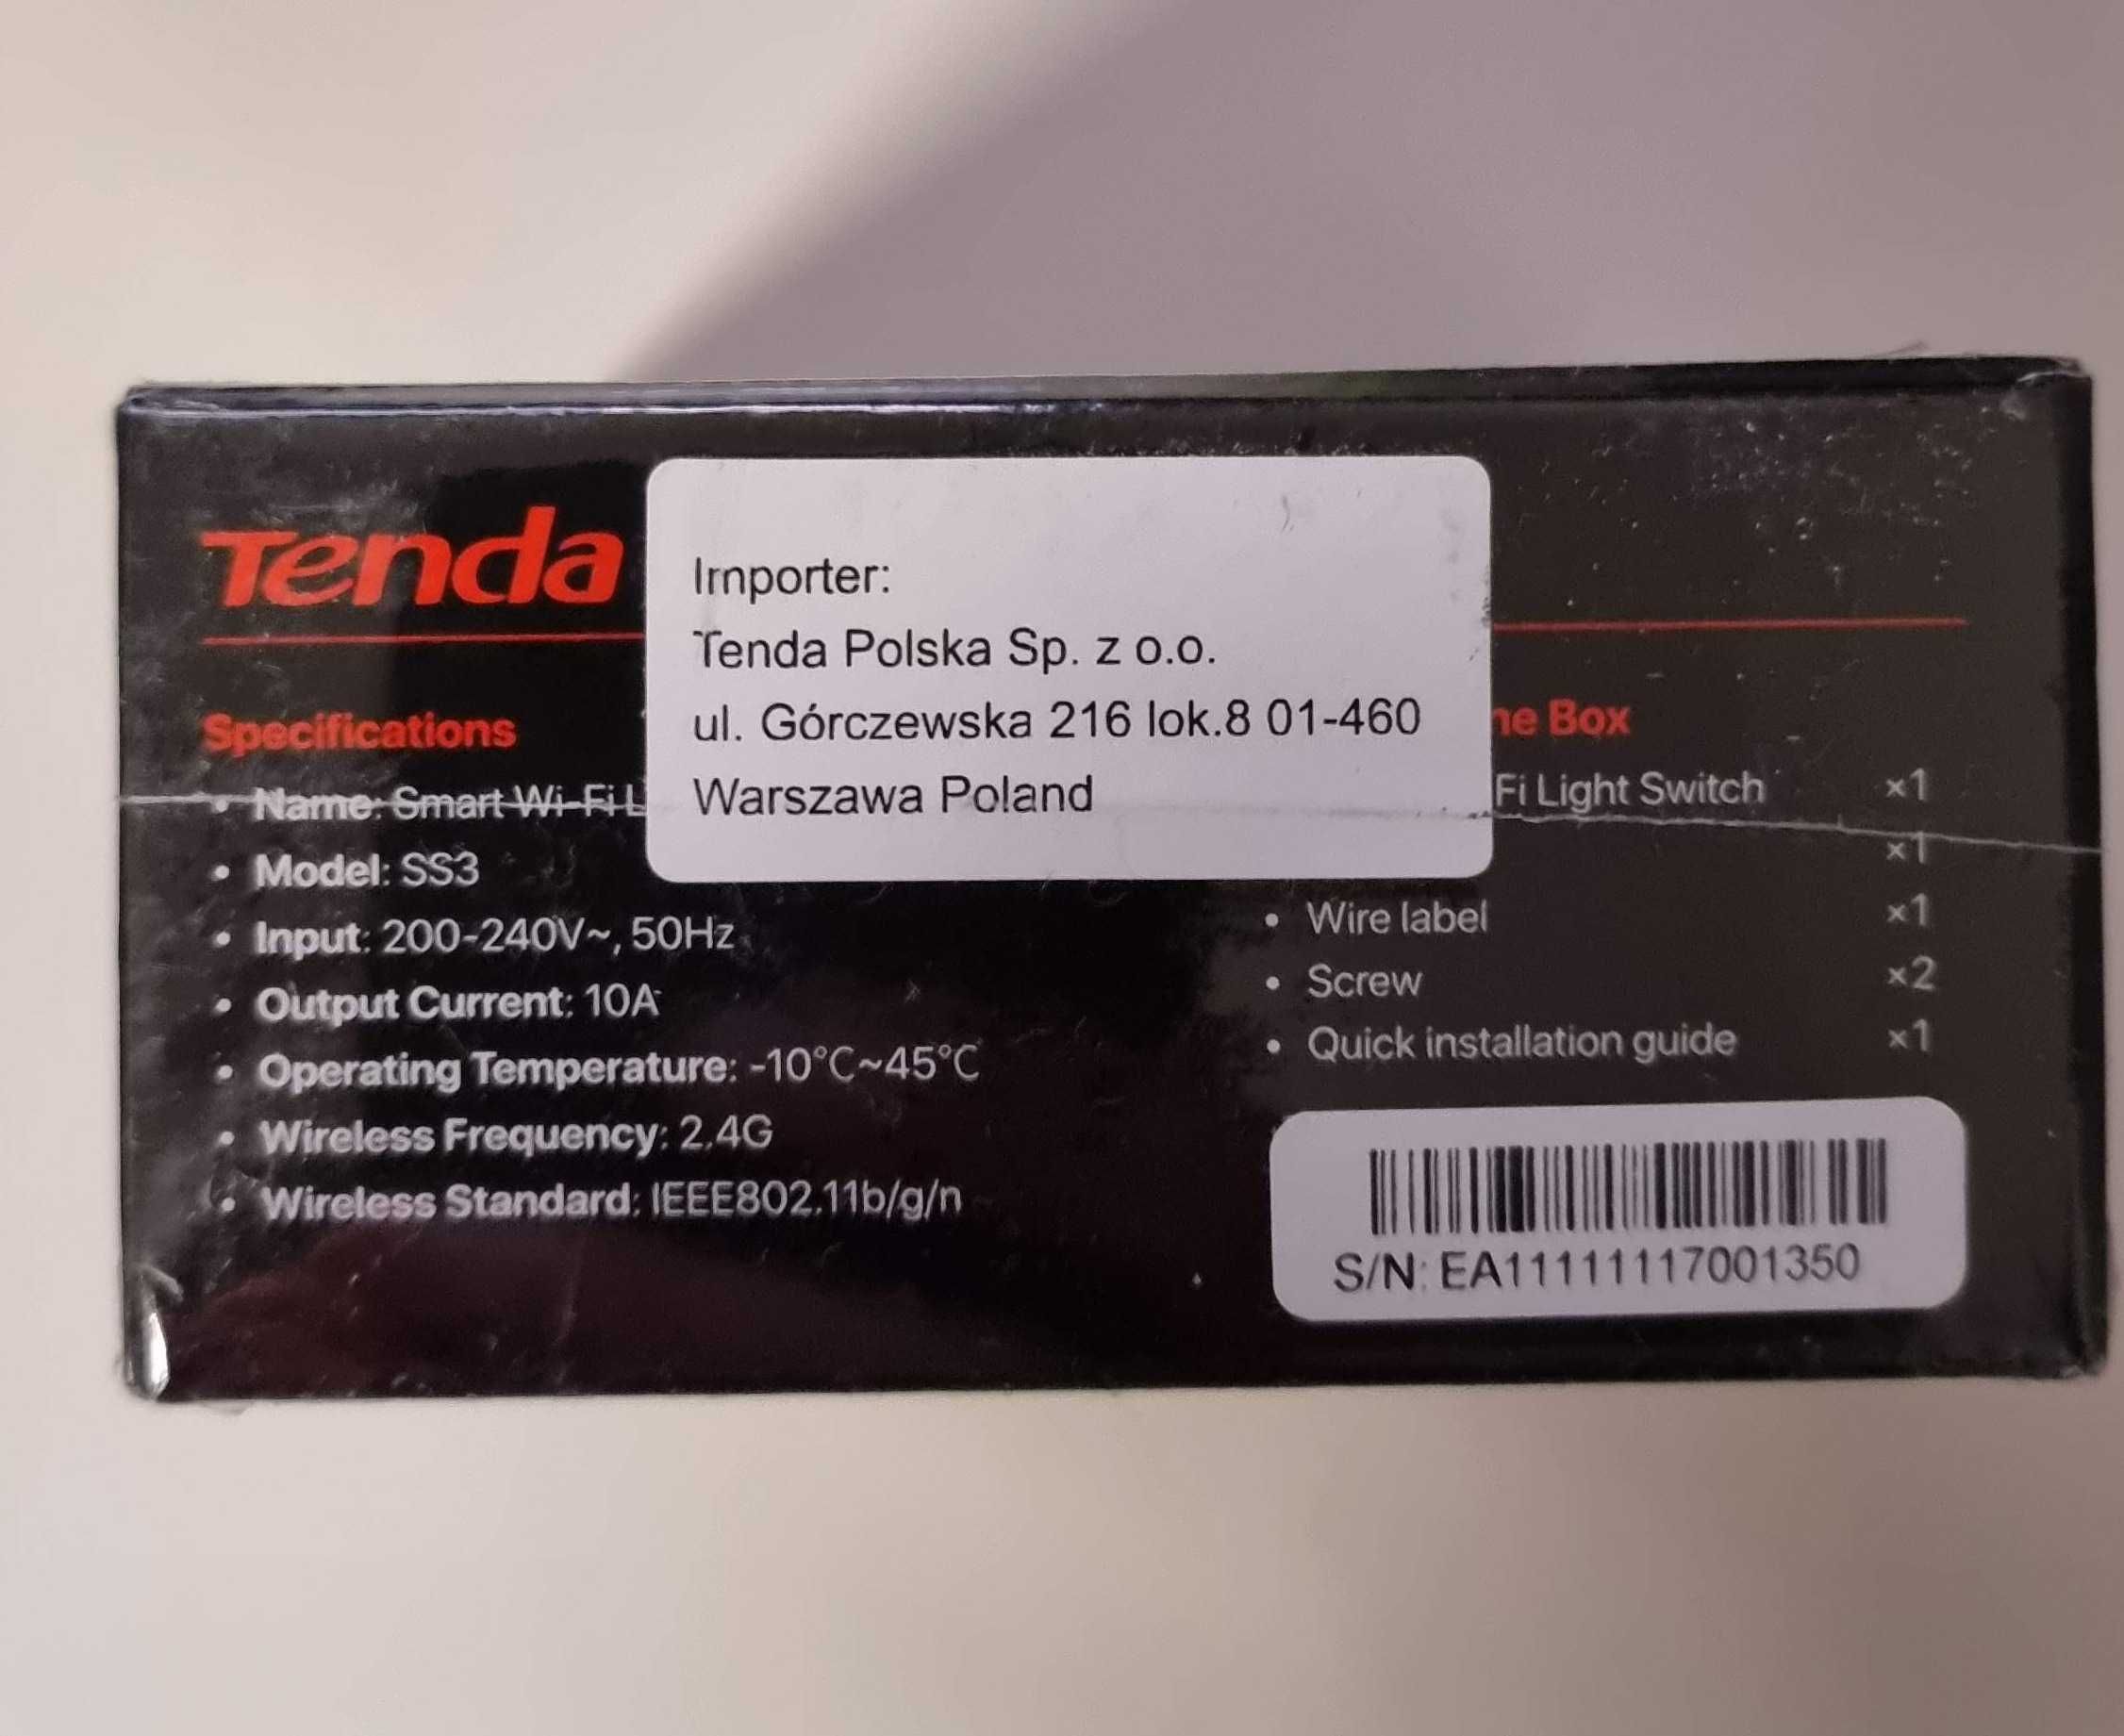 Tenda
Importer:
Tenda Polska Sp. z o.o.
ul. Górczewska 216 lok.8 01-460
Warszawa Poland
Specifications
• Name: Smart Wi-Fi L
• Model: SS3
• Input: 200-240V~, 50Hz
• Output Current: 10A
• Operating Temperature: -10°C~45°C
• Wireless Frequency: 2.4G
• Wireless Standard: IEEE802.11b/g/n
he Box
Fi Light Switch ×1
×1
• Wire label ×1
• Screw ×2
• Quick installation guide ×1
S/N: EA11111117001350